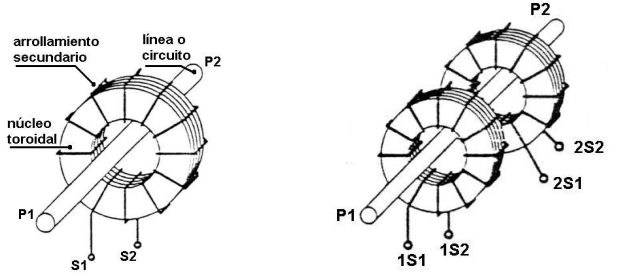 arrollamiento
secundario
línea o
circuito
P2
núcleo
toroidal
P1
S1
S2
P2
2S2
2S1
P1
1S1
1S2